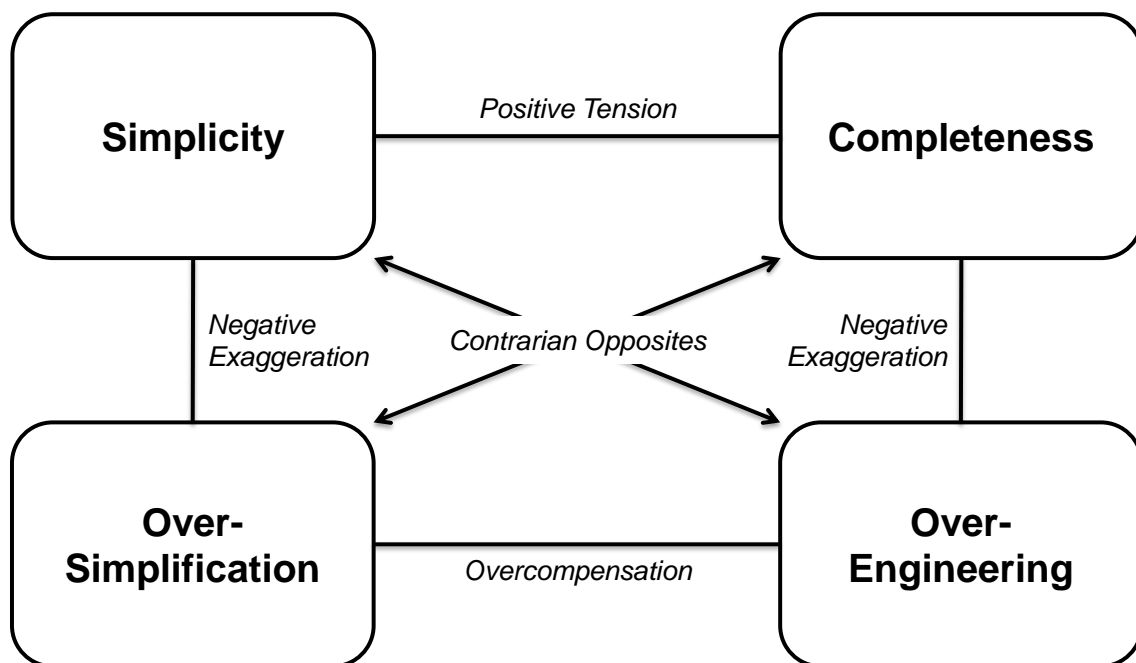 Simplicity
Positive Tension
Completeness
Negative
Exaggeration
Contrarian Opposites
Negative
Exaggeration
Over-
Simplification
Overcompensation
Over-
Engineering